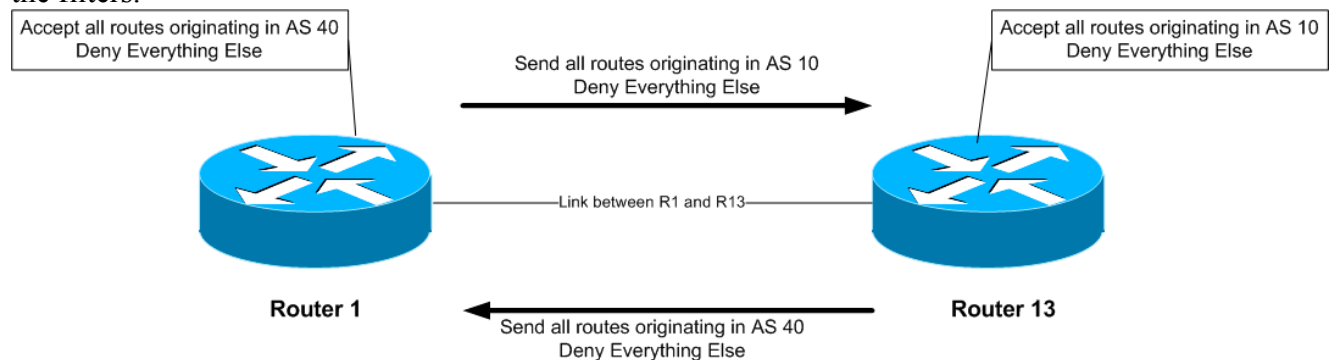 the filters.
Accept all routes originating in AS 40
Deny Everything Else
Accept all routes originating in AS 10
Deny Everything Else
Send all routes originating in AS 10
Deny Everything Else
Link between R1 and R13
Router 1
Router 13
Send all routes originating in AS 40
Deny Everything Else